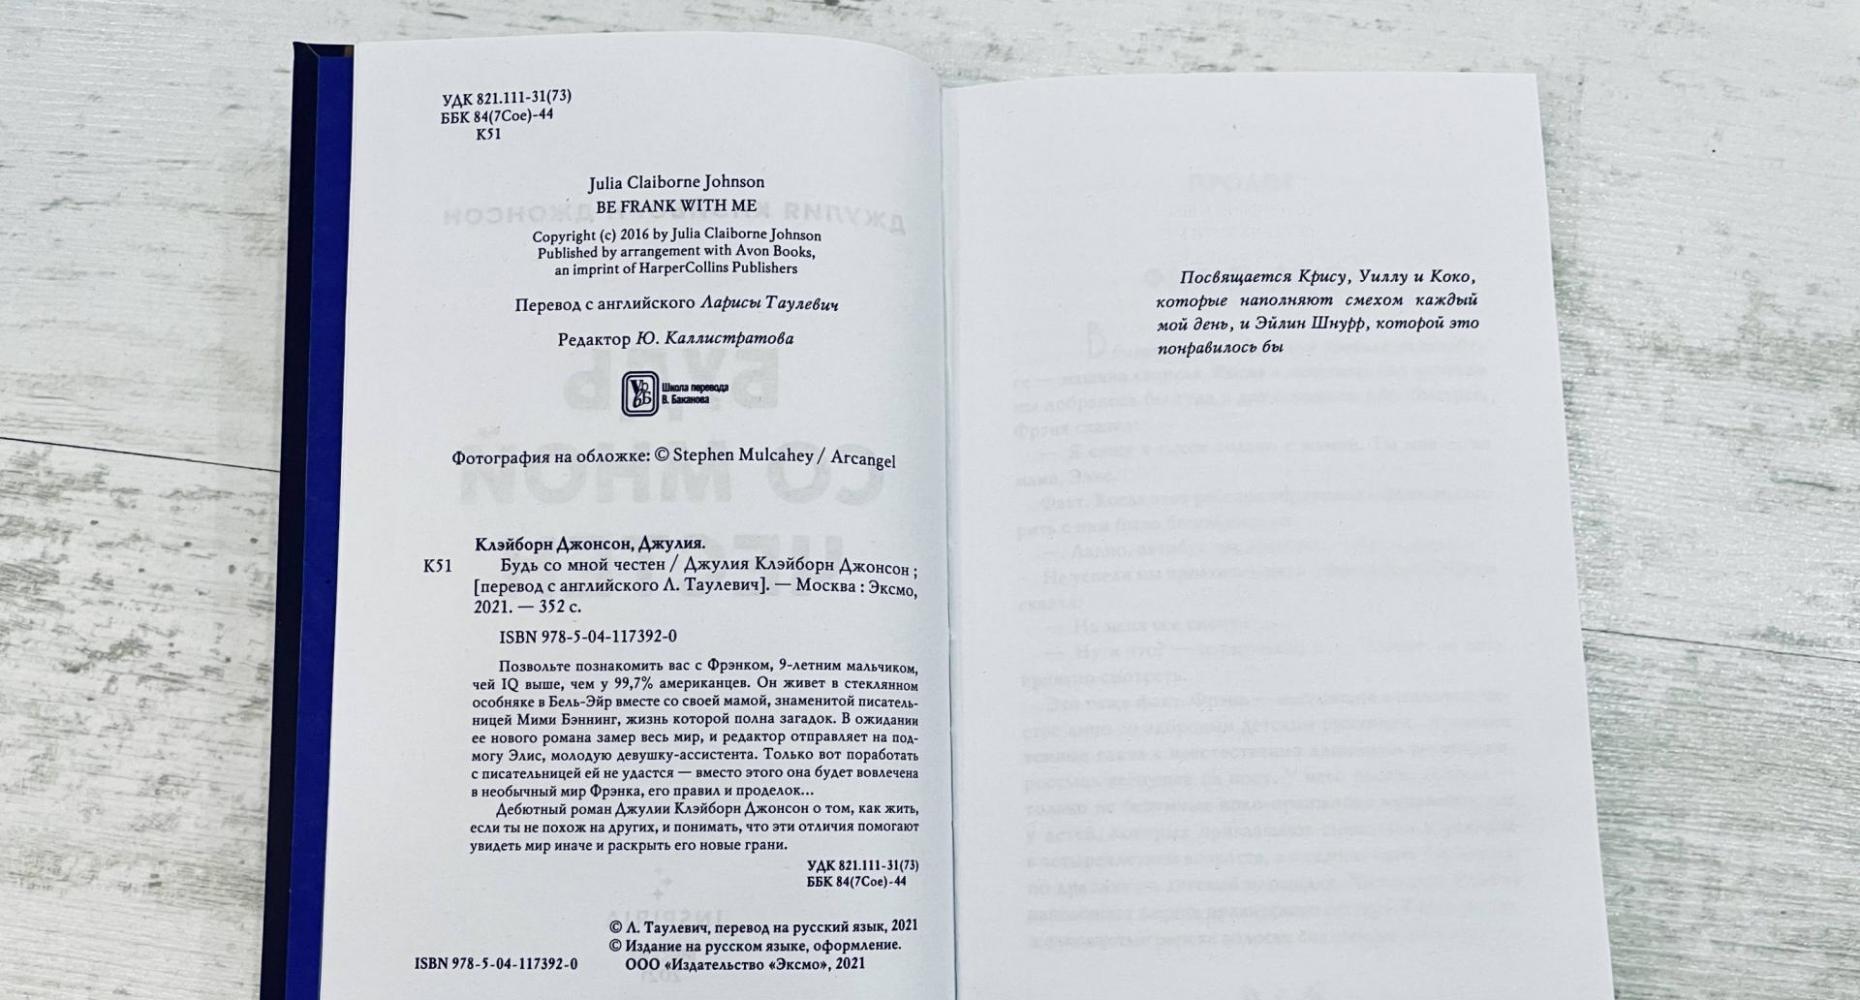 УДК 821.111-31(73)
ББК 84(7Сое)-44
К51
Julia Claiborne Johnson
BE FRANK WITH ME
Copyright (c) 2016 by Julia Claiborne Johnson
Published by arrangement with Avon Books,
an imprint of HarperCollins Publishers
Перевод с английского Ларисы Таулевич
Редактор Ю. Каллистратова
Школа перевода
В. Баканова
Фотография на обложке: © Stephen Mulcahey / Arcangel
Клэйборн Джонсон, Джулия.
К51 Будь со мной честен / Джулия Клэйборн Джонсон ;
[перевод с английского Л. Таулевич]. — Москва : Эксмо,
2021. — 352 с.
ISBN 978-5-04-117392-0
Позвольте познакомить вас с Фрэнком, 9-летним мальчиком,
чей IQ выше, чем у 99,7% американцев. Он живет в стеклянном
особняке в Бель-Эйр вместе со своей мамой, знаменитой писатель-
ницей Мими Бэннинг, жизнь которой полна загадок. В ожидании
ее нового романа замер весь мир, и редактор отправляет на под-
могу Элис, молодую девушку-ассистента. Только вот поработать
с писательницей ей не удастся — вместо этого она будет вовлечена
в необычный мир Фрэнка, его правил и проделок...
Дебютный роман Джулии Клэйборн Джонсон о том, как жить,
если ты не похож на других, и понимать, что эти отличия помогают
увидеть мир иначе и раскрыть его новые грани.
УДК 821.111-31(73)
ББК 84(7Сое)-44
© Л. Таулевич, перевод на русский язык, 2021
© Издание на русском языке, оформление.
ISBN 978-5-04-117392-0 ООО «Издательство «Эксмо», 2021
Посвящается Крису, Уиллу и Коко,
которые наполняют смехом каждый
мой день, и Эйлин Шнурр, которой это
понравилось бы